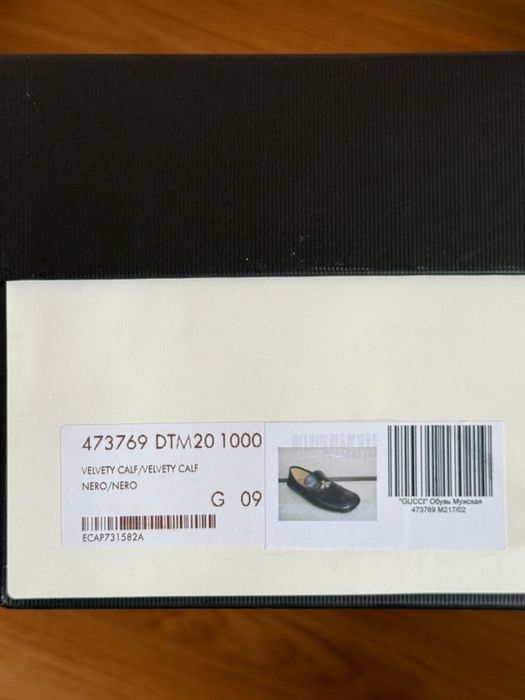 473769 DTM20 1000
VELVETY CALF/VELVETY CALF
NERO/NERO
G 09
ECAP731582A
"GUCCI" Обувь Мужская
473769 M217/02